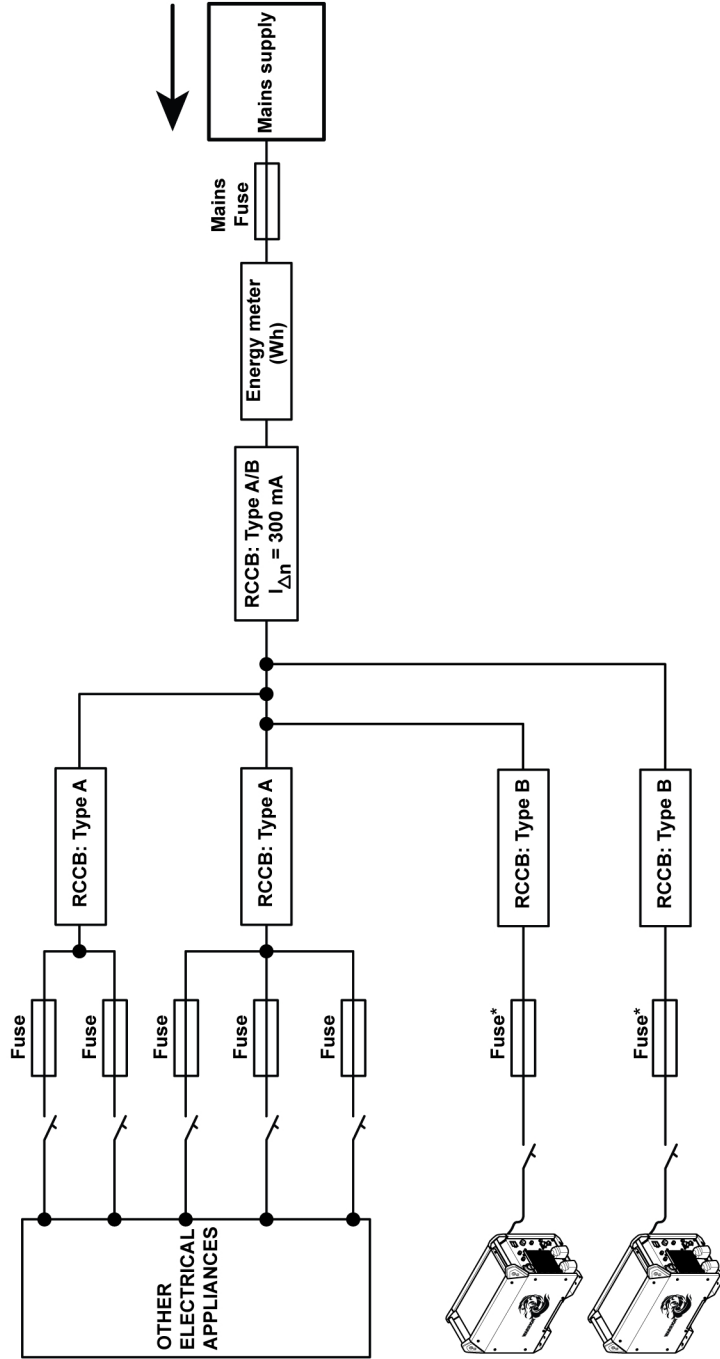 Mains supply
Mains
Fuse
Energy meter
(Wh)
RCCB: Type A/B
I∆n = 300 mA
RCCB: Type A
RCCB: Type A
RCCB: Type B
RCCB: Type B
Fuse
Fuse
Fuse
Fuse
Fuse
Fuse*
Fuse*
OTHER
ELECTRICAL
APPLIANCES